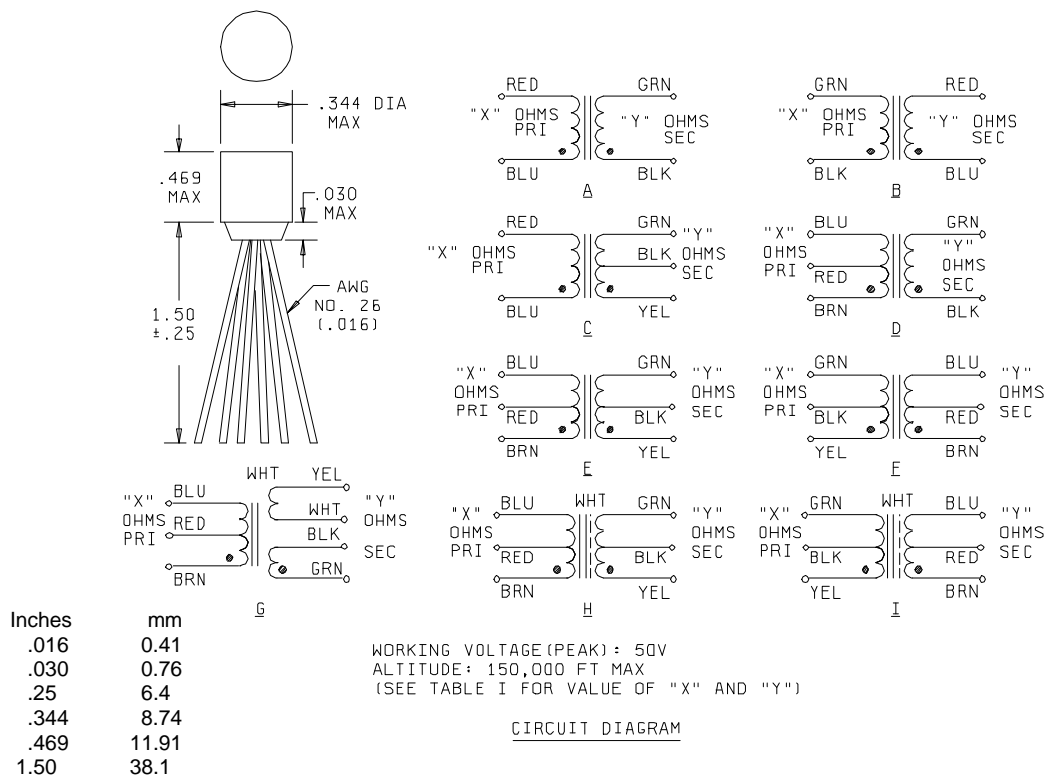 .344 DIA
MAX
.469
MAX
.030
MAX
1.50
±.25
AWG
NO. 26
(.016)
RED GRN
"X" OHMS
PRI
"Y" OHMS
SEC
BLU BLK
A
GRN RED
"X" OHMS
PRI
"Y" OHMS
SEC
BLK BLU
B
RED GRN
"X" OHMS
PRI
BLK
"Y"
OHMS
SEC
BLU YEL
C
BLU GRN
"X"
OHMS
PRI
RED
"Y"
OHMS
SEC
BRN BLK
D
BLU GRN
"X"
OHMS
PRI
RED BLK
"Y"
OHMS
SEC
BRN YEL
E
GRN BLU
"X"
OHMS
PRI
BLK RED
"Y"
OHMS
SEC
YEL BRN
F
WHT YEL
BLU
"X"
OHMS
PRI
RED
WHT
BLK
"Y"
OHMS
SEC
BRN GRN
G
BLU WHT GRN
"X"
OHMS
PRI
RED BLK
"Y"
OHMS
SEC
BRN YEL
H
GRN WHT BLU
"X"
OHMS
PRI
BLK RED
"Y"
OHMS
SEC
YEL BRN
I
Inches mm
.016 0.41
.030 0.76
.25 6.4
.344 8.74
.469 11.91
1.50 38.1
WORKING VOLTAGE(PEAK): 50V
ALTITUDE: 150,000 FT MAX
(SEE TABLE I FOR VALUE OF "X" AND "Y")
CIRCUIT DIAGRAM